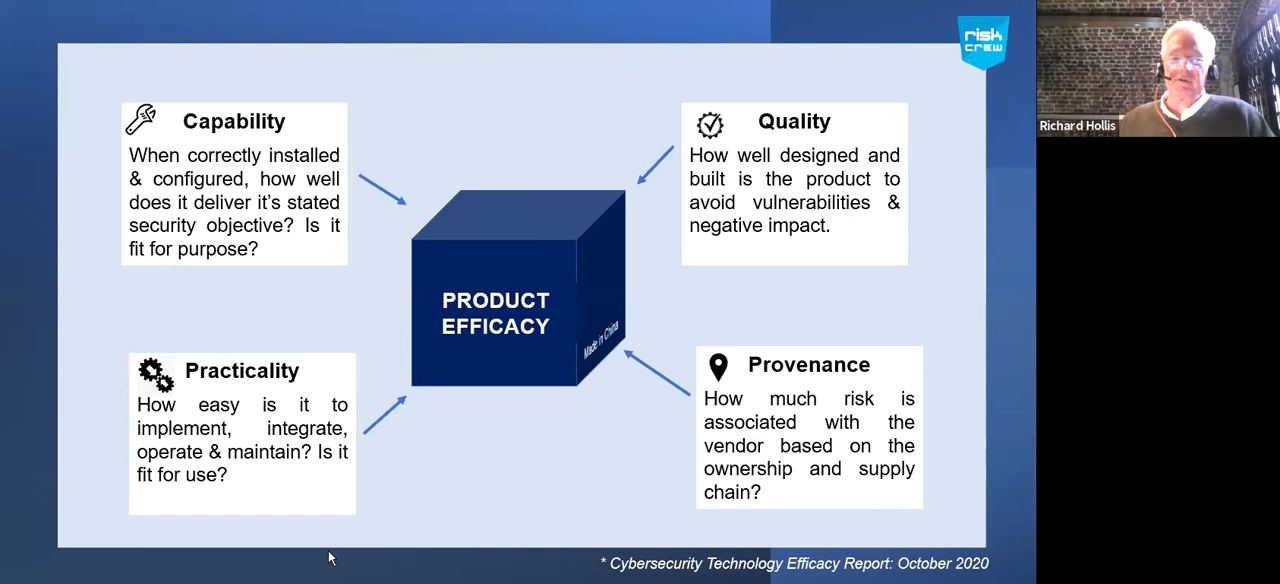 risk
crew
Richard Hollis
Capability
When correctly installed
& configured, how well
does it deliver it's stated
security objective? Is it
fit for purpose?
Quality
How well designed and
built is the product to
avoid vulnerabilities &
negative impact.
PRODUCT
EFFICACY
Made in China
Practicality
How easy is it to
implement, integrate,
operate & maintain? Is it
fit for use?
Provenance
How much risk is
associated with the
vendor based on the
ownership and supply
chain?
* Cybersecurity Technology Efficacy Report: October 2020